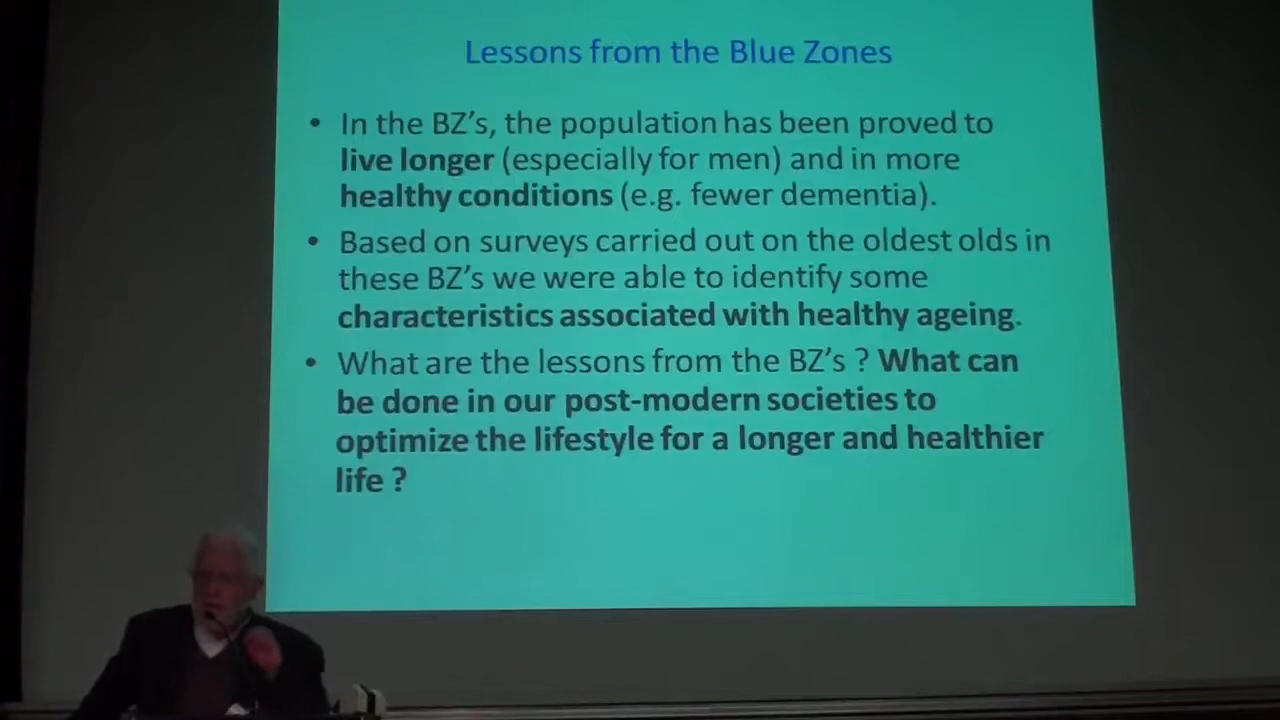 Lessons from the Blue Zones
• In the BZ's, the population has been proved to
live longer (especially for men) and in more
healthy conditions (e.g. fewer dementia).
• Based on surveys carried out on the oldest olds in
these BZ's we were able to identify some
characteristics associated with healthy ageing.
• What are the lessons from the BZ's ? What can
be done in our post-modern societies to
optimize the lifestyle for a longer and healthier
life ?